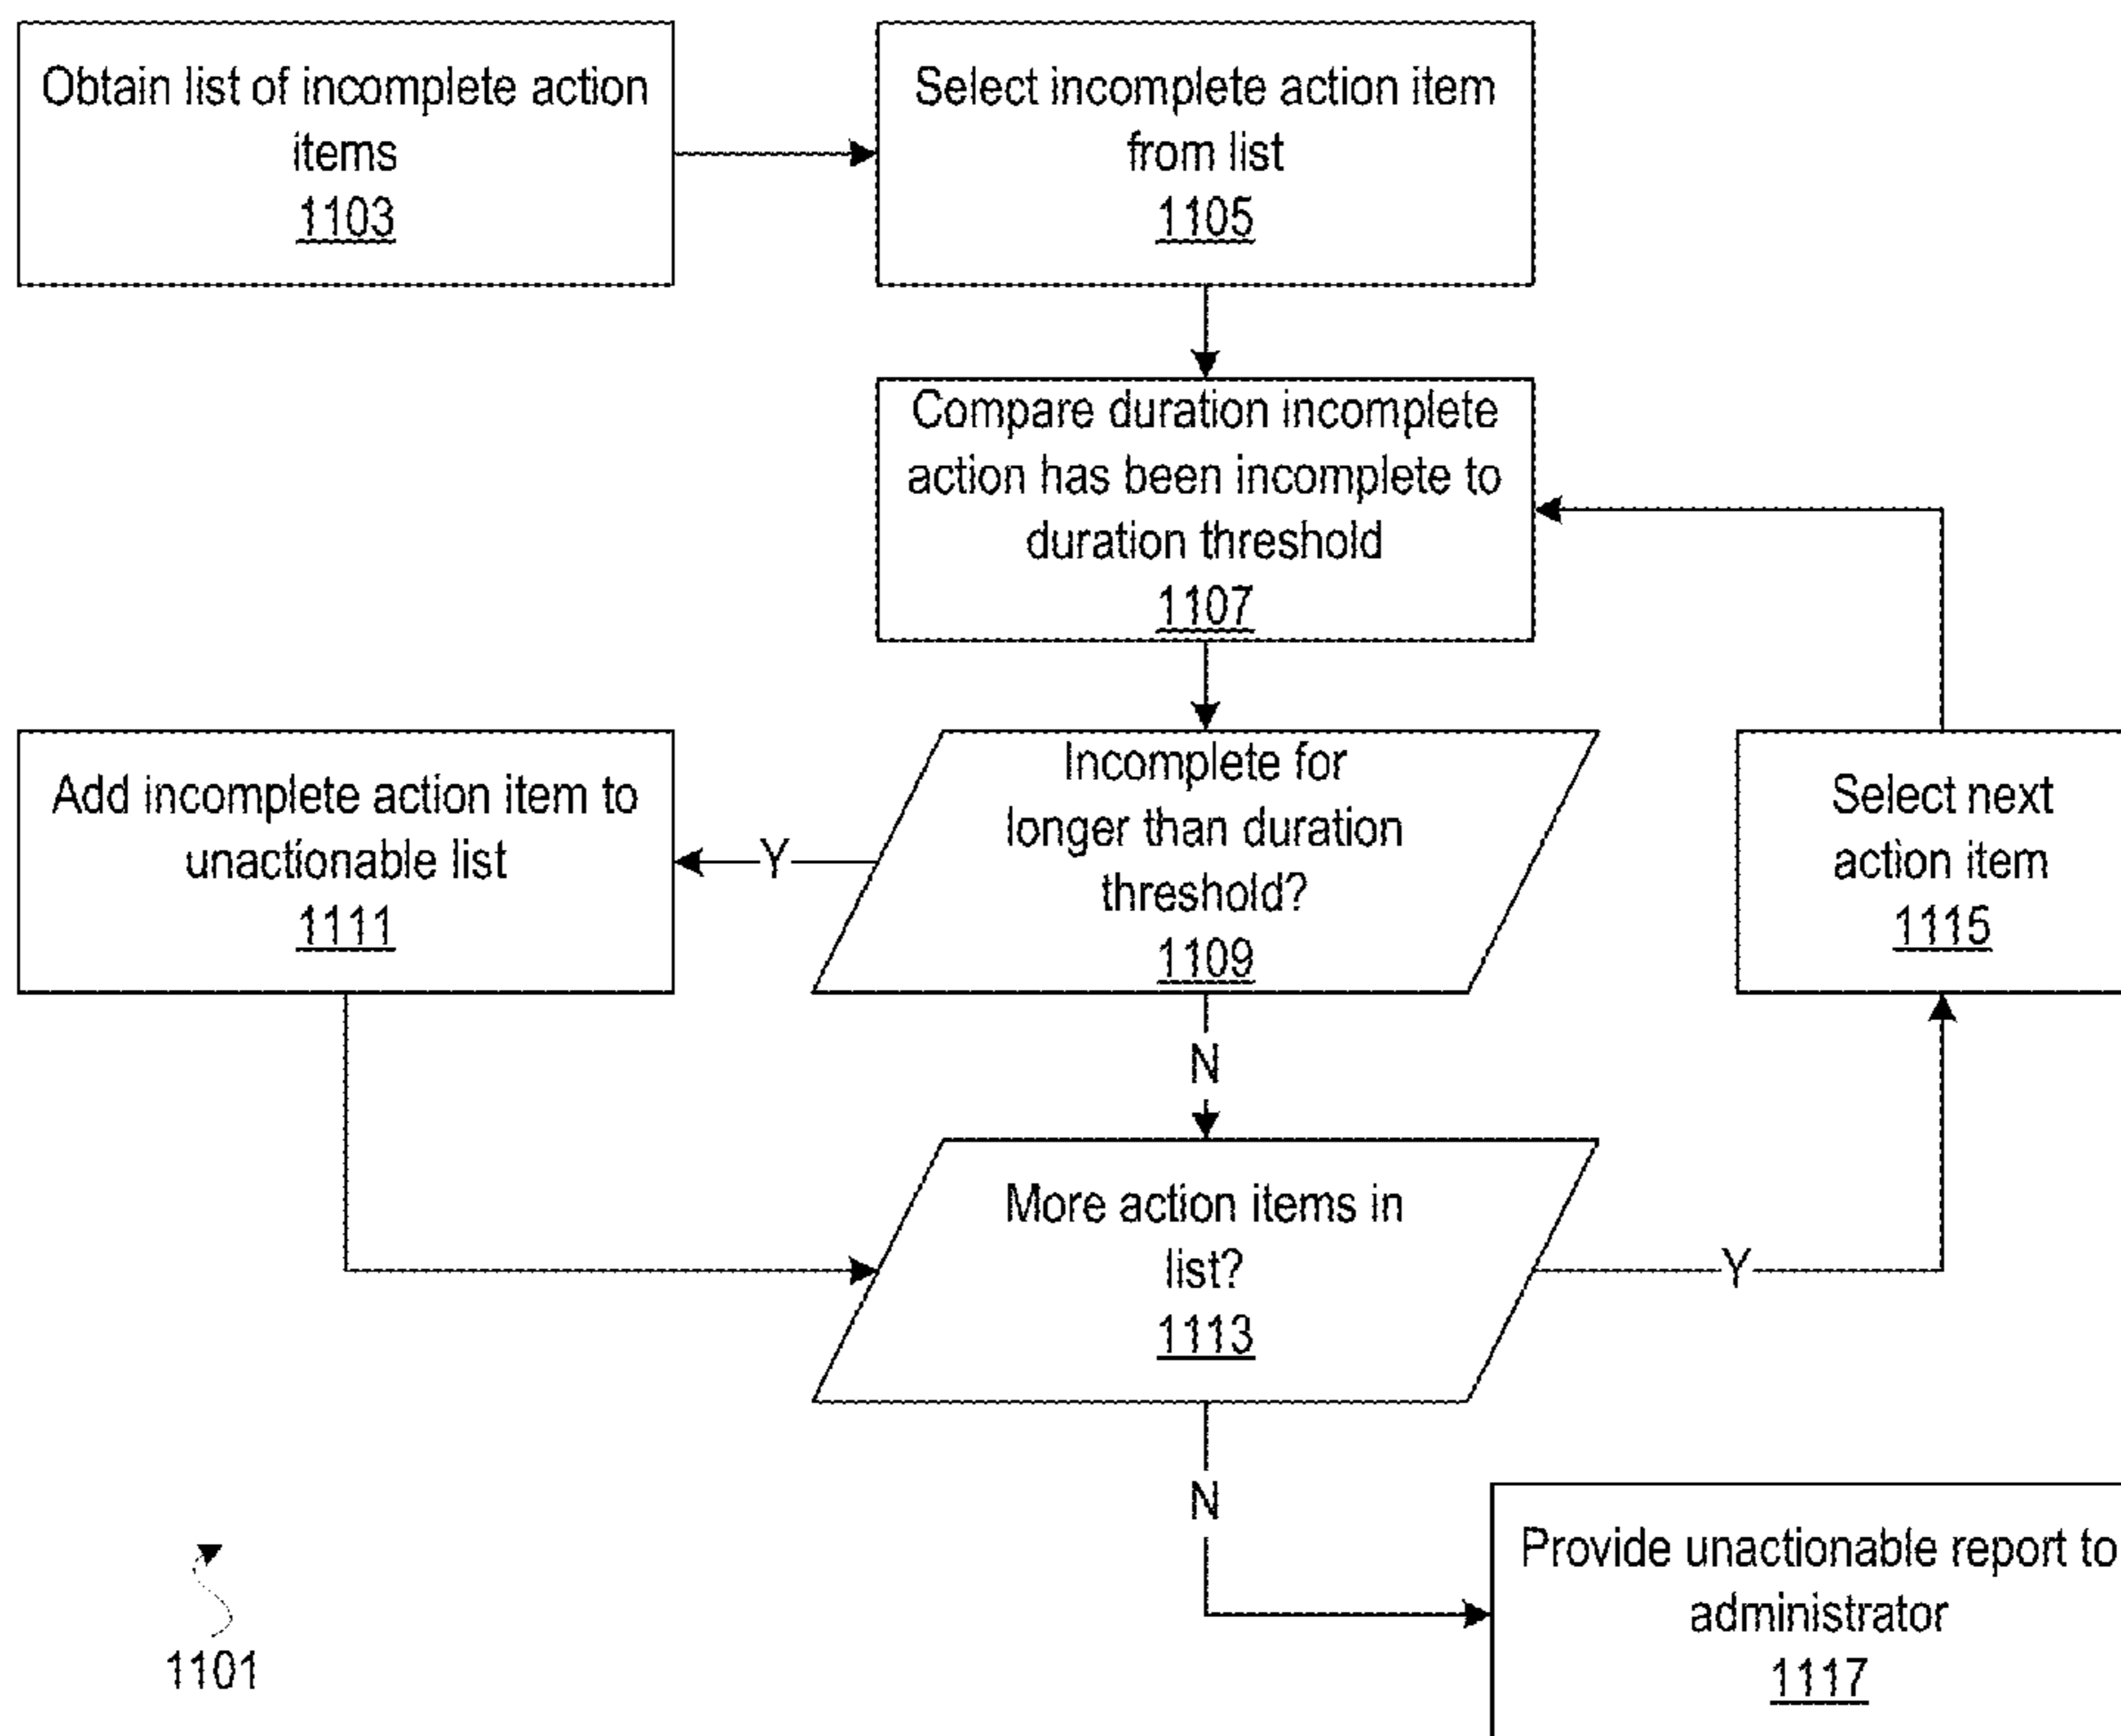 Obtain list of incomplete action
items
1103
Select incomplete action item
from list
1105
Compare duration incomplete
action has been incomplete to
duration threshold
1107
Incomplete for
longer than duration
threshold?
1109
Y
Add incomplete action item to
unactionable list
1111
N
More action items in
list?
1113
Y
Select next
action item
1115
N
Provide unactionable report to
administrator
1117
1101